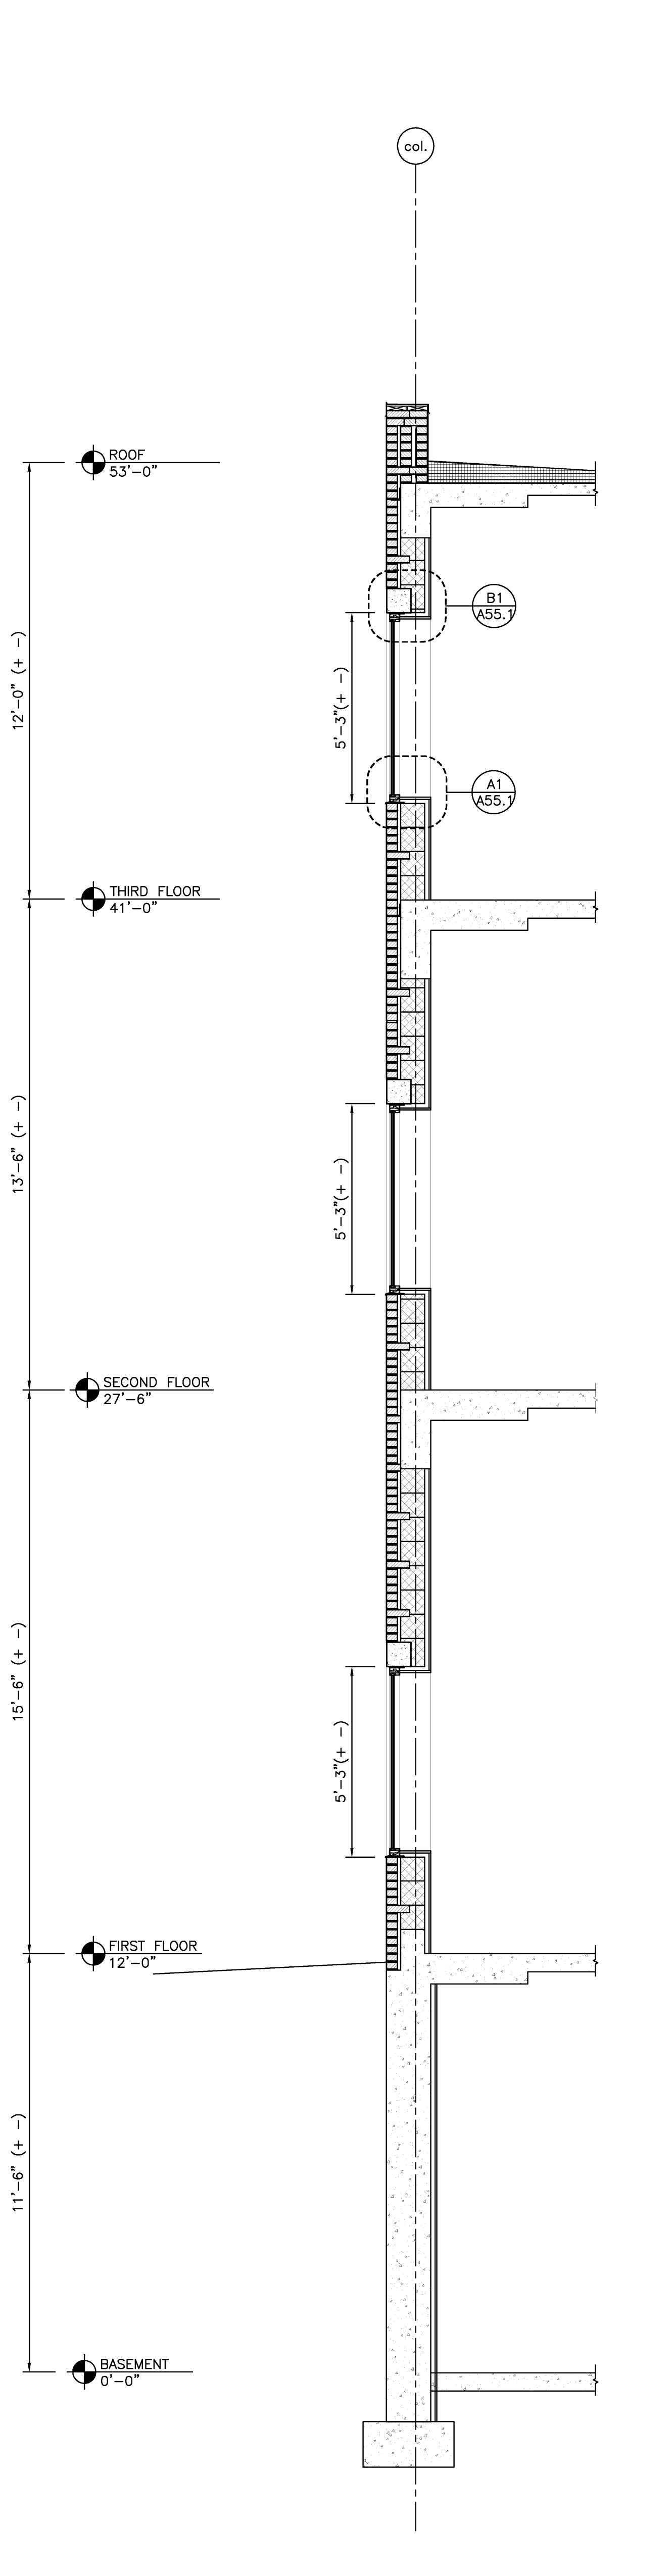 col.
ROOF
53'-0"
B1
A55.1
12'-0" (+ -)
5'-3"(+ -)
A1
A55.1
THIRD FLOOR
41'-0"
13'-6" (+ -)
5'-3"(+ -)
SECOND FLOOR
27'-6"
15'-6" (+ -)
5'-3"(+ -)
FIRST FLOOR
12'-0"
11'-6" (+ -)
BASEMENT
0'-0"